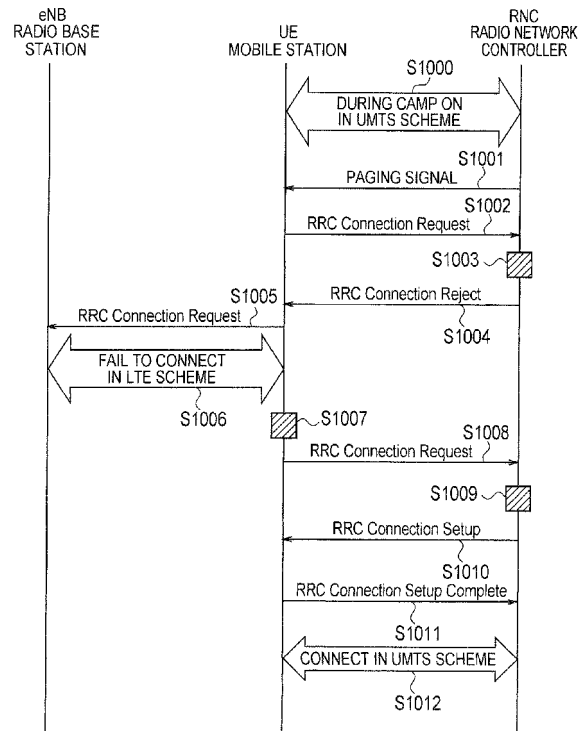 eNB
RADIO BASE
STATION
UE
MOBILE STATION
RNC
RADIO NETWORK
CONTROLLER
S1000
DURING CAMP ON
IN UMTS SCHEME
S1001
PAGING SIGNAL
S1002
RRC Connection Request
S1003
S1005
RRC Connection Request
RRC Connection Reject
S1004
FAIL TO CONNECT
IN LTE SCHEME
S1006
S1007
S1008
RRC Connection Request
S1009
RRC Connection Setup
S1010
RRC Connection Setup Complete
S1011
CONNECT IN UMTS SCHEME
S1012